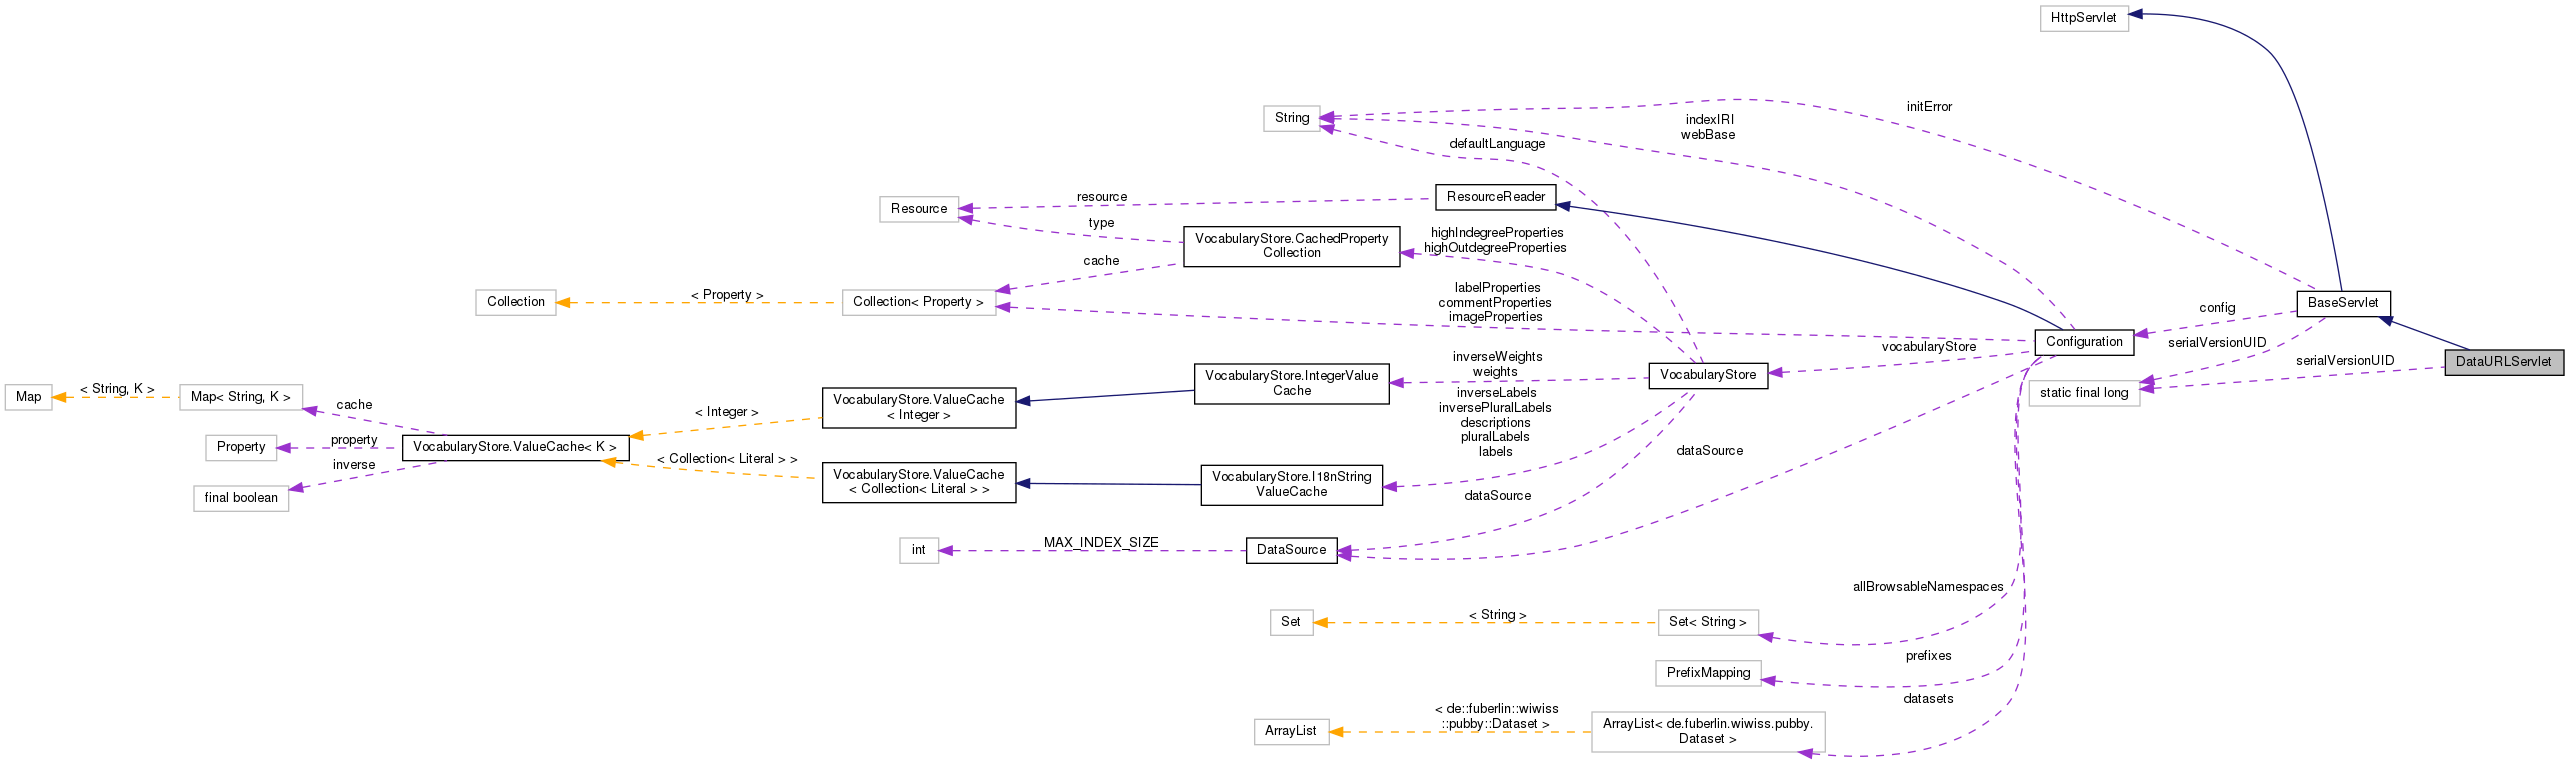 HttpServlet
initError
String
indexIRI
webBase
defaultLanguage
ResourceReader
resource
Resource
type
VocabularyStore.CachedProperty
Collection
highIndegreeProperties
highOutdegreeProperties
cache
Collection
< Property >
Collection< Property >
labelProperties
commentProperties
imageProperties
BaseServlet
config
Configuration
serialVersionUID
vocabularyStore
serialVersionUID
DataURLServlet
static final long
VocabularyStore
inverseWeights
weights
VocabularyStore.IntegerValue
Cache
Map
< String, K >
Map< String, K >
cache
VocabularyStore.ValueCache
< Integer >
< Integer >
inverseLabels
inversePluralLabels
descriptions
pluralLabels
labels
Property
property
VocabularyStore.ValueCache< K >
inverse
final boolean
< Collection< Literal > >
VocabularyStore.ValueCache
< Collection< Literal > >
VocabularyStore.I18nString
ValueCache
dataSource
dataSource
int
MAX_INDEX_SIZE
DataSource
allBrowsableNamespaces
Set
< String >
Set< String >
prefixes
PrefixMapping
datasets
ArrayList
< de::fuberlin::wiwiss
::pubby::Dataset >
ArrayList< de.fuberlin.wiwiss.pubby.
Dataset >